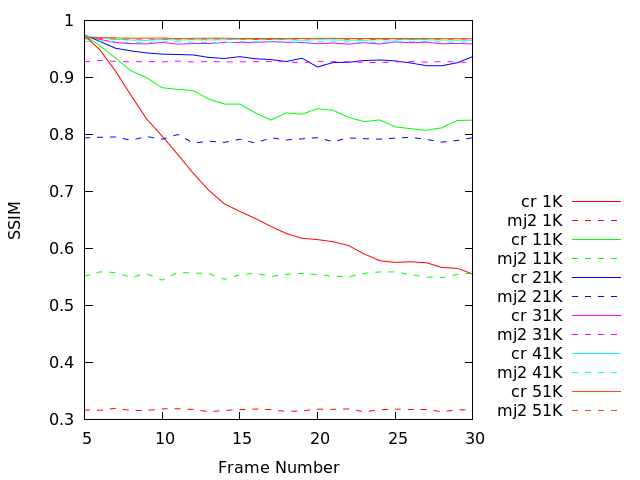 1
0.9
0.8
0.7
0.6
0.5
0.4
0.3
SSIM
5 10 15 20 25 30
Frame Number
cr 1K
mj2 1K
cr 11K
mj2 11K
cr 21K
mj2 21K
cr 31K
mj2 31K
cr 41K
mj2 41K
cr 51K
mj2 51K